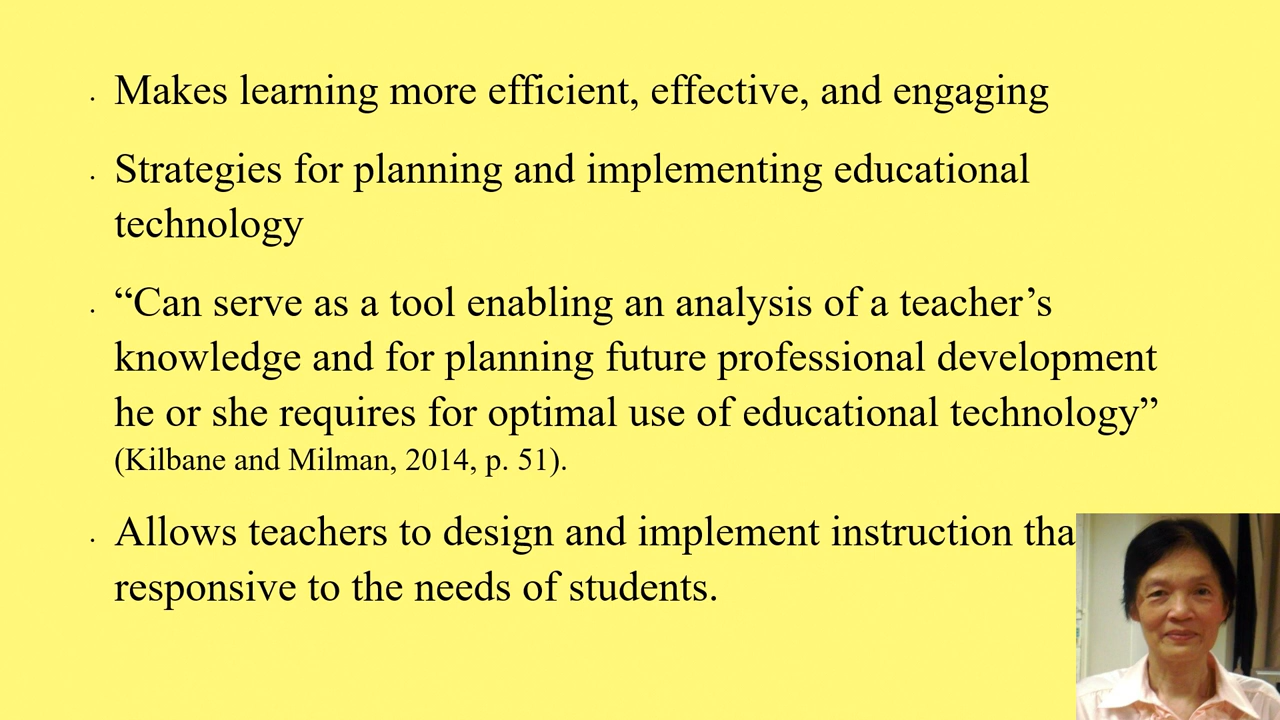 · Makes learning more efficient, effective, and engaging
· Strategies for planning and implementing educational
technology
· “Can serve as a tool enabling an analysis of a teacher’s
knowledge and for planning future professional development
he or she requires for optimal use of educational technology”
(Kilbane and Milman, 2014, p. 51).
· Allows teachers to design and implement instruction
responsive to the needs of students.